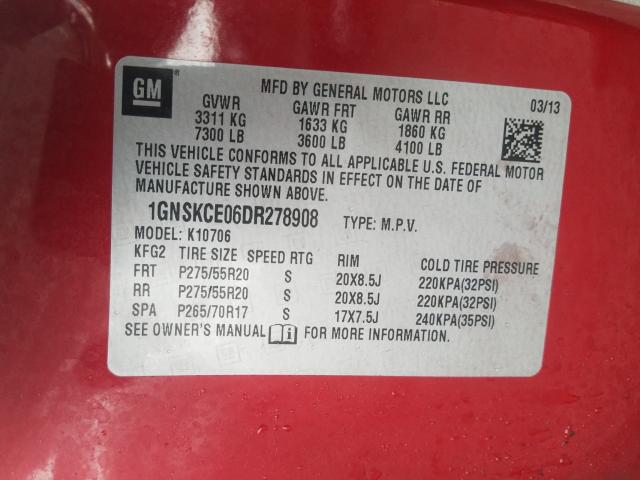 GM
MFD BY GENERAL MOTORS LLC 03/13
GVWR GAWR FRT GAWR RR
3311 KG 1633 KG 1860 KG
7300 LB 3600 LB 4100 LB
THIS VEHICLE CONFORMS TO ALL APPLICABLE U.S. FEDERAL MOTOR
VEHICLE SAFETY STANDARDS IN EFFECT ON THE DATE OF
MANUFACTURE SHOWN ABOVE.
1GNSKCE06DR278908 TYPE: M.P.V.
MODEL: K10706
KFG2 TIRE SIZE SPEED RTG RIM COLD TIRE PRESSURE
FRT P275/55R20 S 20X8.5J 220KPA(32PSI)
RR P275/55R20 S 20X8.5J 220KPA(32PSI)
SPA P265/70R17 S 17X7.5J 240KPA(35PSI)
SEE OWNER'S MANUAL FOR MORE INFORMATION.